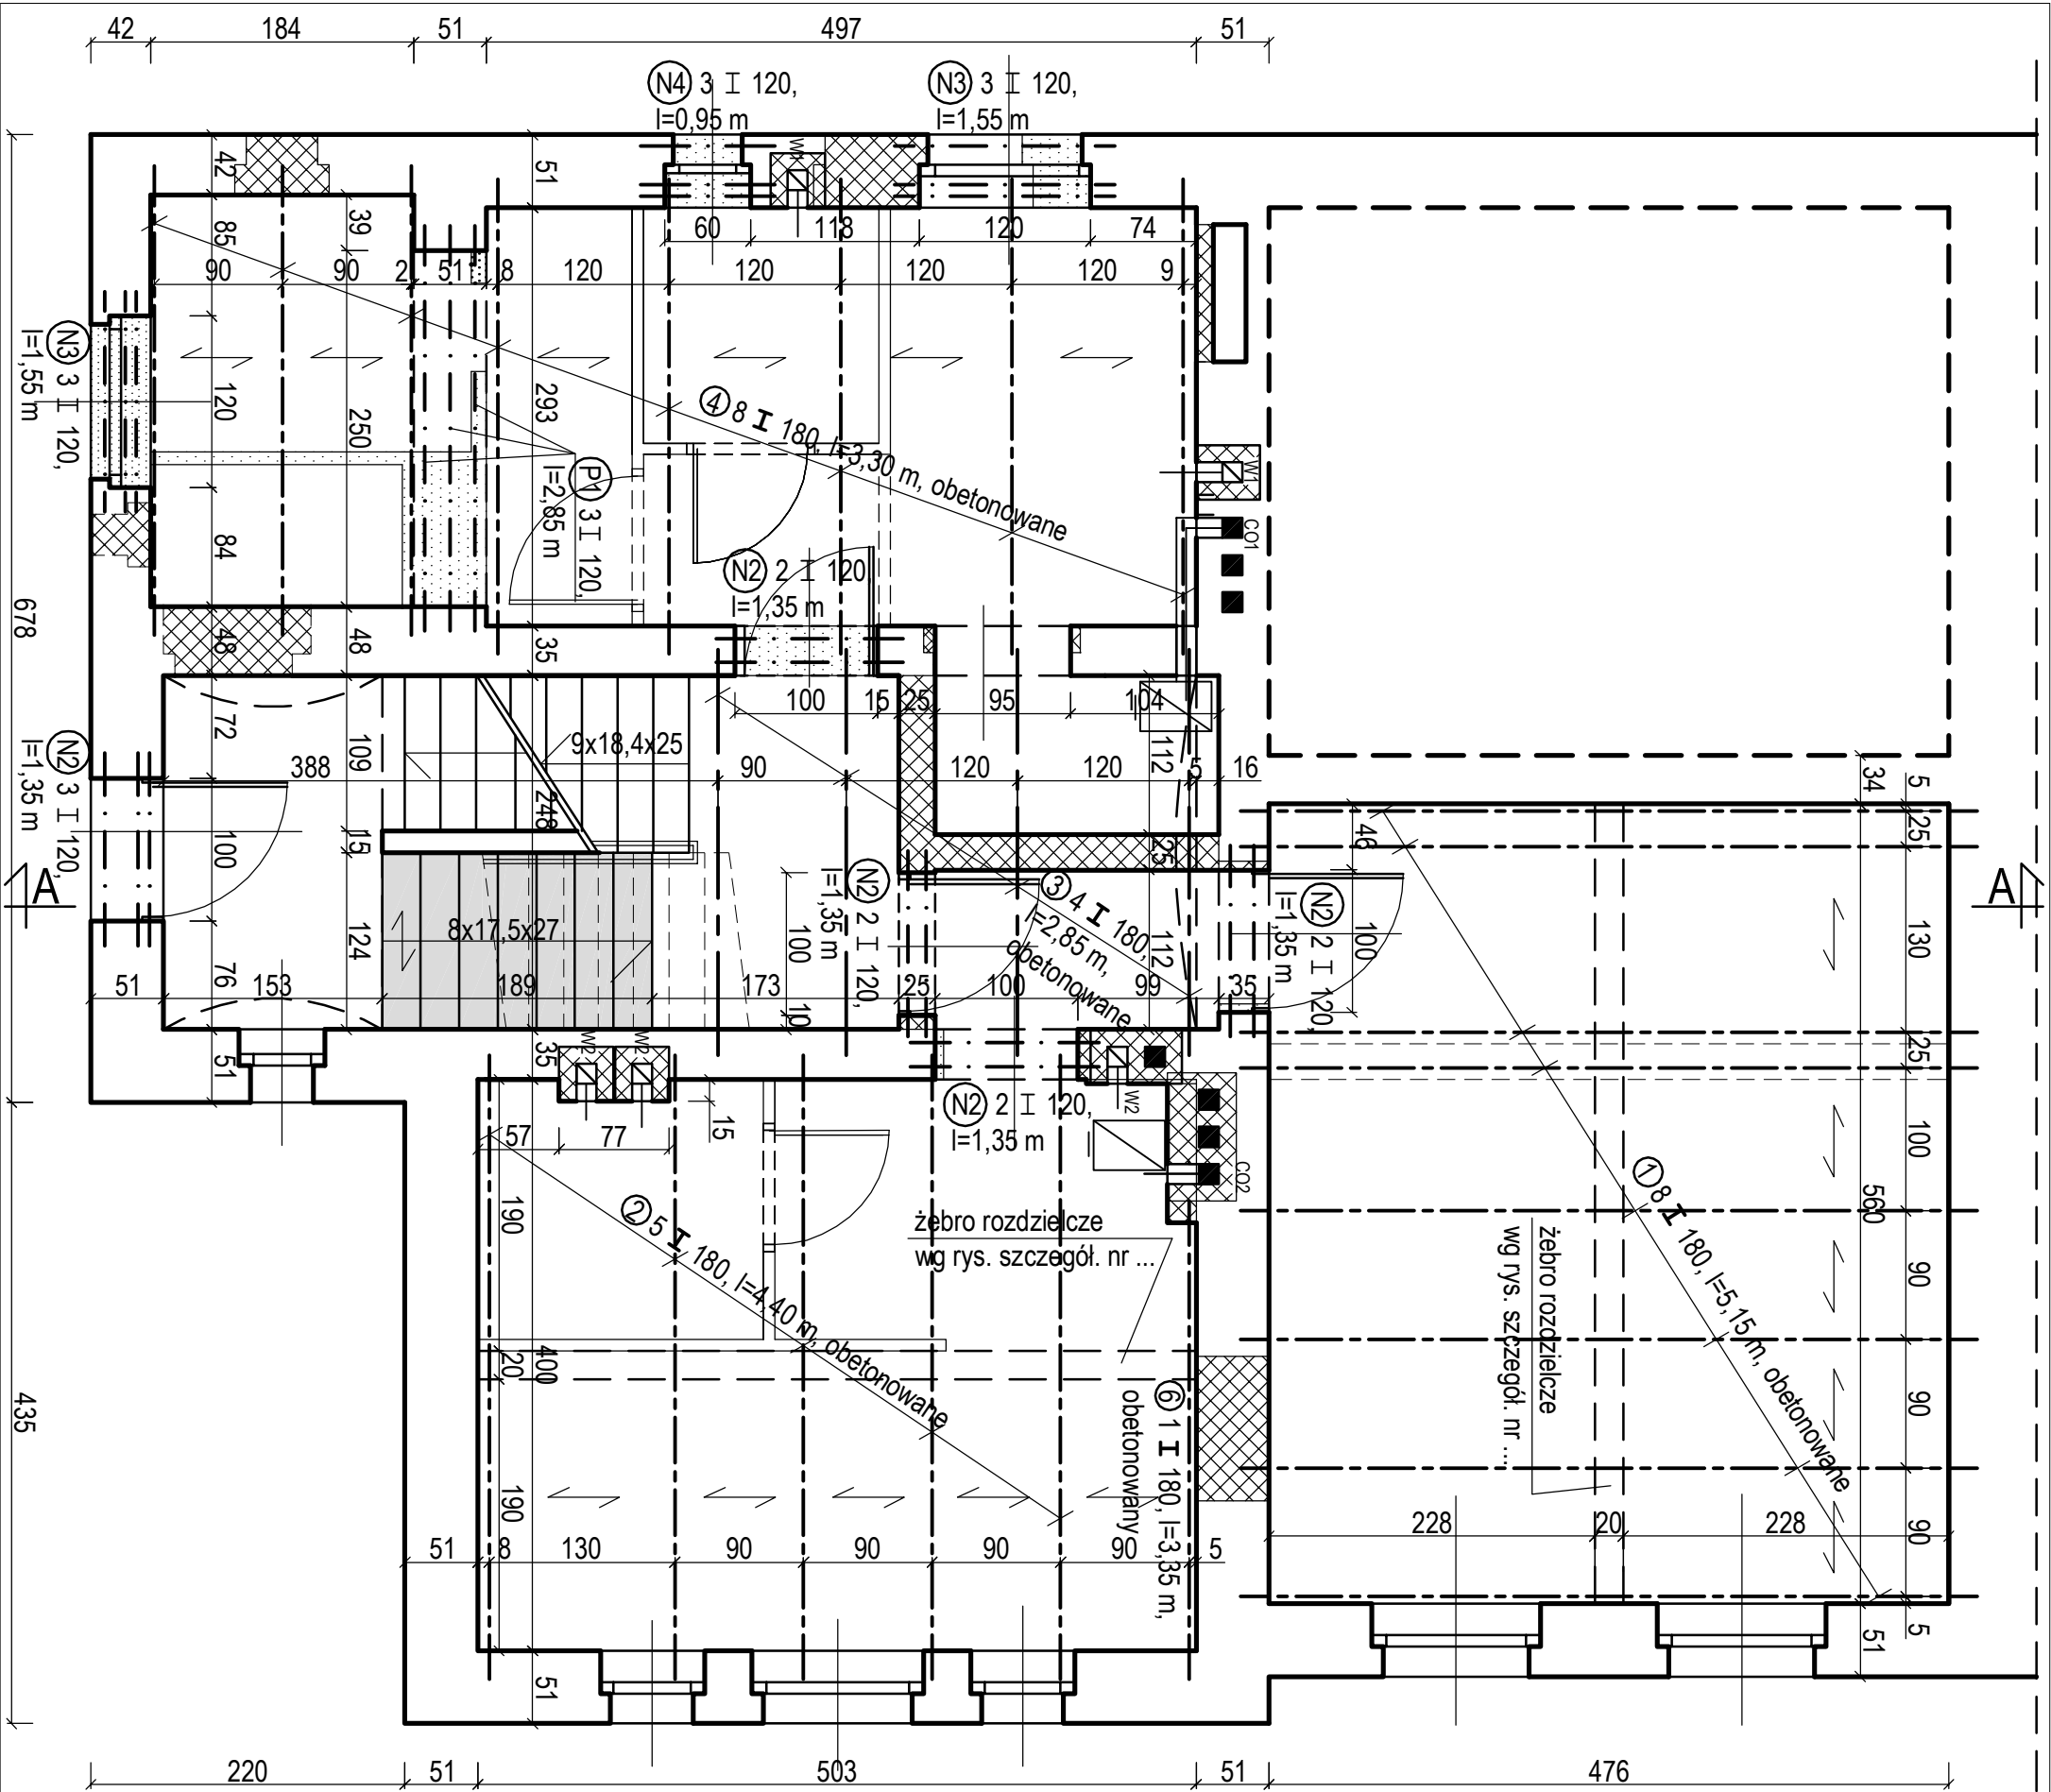 42 184 51 497 51
N4 3 I 120,
l=0,95 m
N3 3 I 120,
l=1,55 m
W1
42
51
39
85
60 118 120 74
90 90 2 51 8 120 120 120 120 9
N3 3 I 120,
l=1,55 m
120
250
293
4 8 I 180, l=3,30 m, obetonowane
P1 3 I 120,
l=2,85 m
W1
CO1
N2 2 I 120,
l=1,35 m
84
678
48
48
35
100 15 25 95 104
72
109
9x18,4x25
388 90 120 120 5 16
248
112
34
5
25
N2 3 I 120,
l=1,35 m
100
15
46
25
A
A
N2 2 I 120,
l=1,35 m
3 4 I 180,
l=2,85 m,
obetonowane
N2 2 I 120,
l=1,35 m
100
130
124
8x17,5x27
100
112
76
51 153 189 173 25 100 99 35
10
51
35
W2
W2
W2
25
N2 2 I 120,
l=1,35 m
57 77
15
CO2
100
190
2 5 I 180, l=4,40 m, obetonowane
żebro rozdzielcze
wg rys. szczegół. nr ...
1 8 I 180, l=5,15 m, obetonowane
560
90
żebro rozdzielcze
wg rys. szczegół. nr ...
20
400
6 1 I 180, l=3,35 m,
obetonowany
90
435
190
228 20 228
90
51 8 130 90 90 90 90 5
5
51
51
220 51 503 51 476